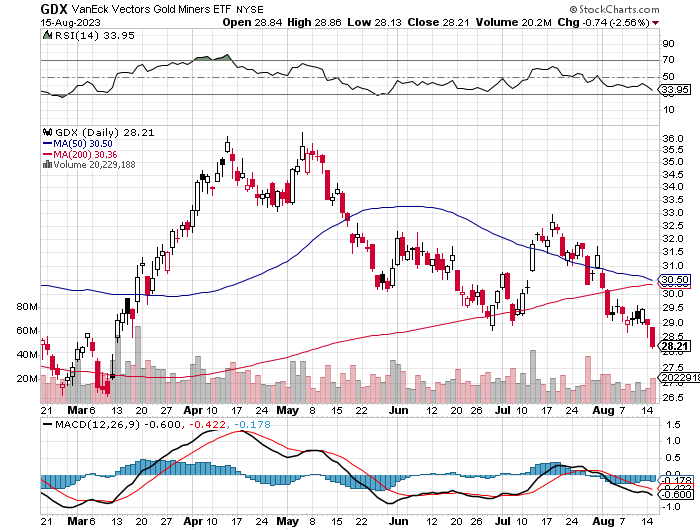 GDX VanEck Vectors Gold Miners ETF NYSE © StockCharts.com
15-Aug-2023 Open 28.84 High 28.86 Low 28.13 Close 28.21 Volume 20.2M Chg -0.74 (-2.56%)
RSI(14) 33.95
90
70
50
33.95
30
10
GDX (Daily) 28.21
MA(50) 30.50
MA(200) 30.36
Volume 20,229,188
36.0
35.5
35.0
34.5
34.0
33.5
33.0
32.5
32.0
31.5
31.0
30.50
30.0
29.5
29.0
28.5
28.21
27.5
27.0
26.5
80M
60M
40M
20M
20229188
21 Mar 6 13 20 27 Apr 10 17 24 May 8 15 22 Jun 12 20 26 Jul 10 17 24 Aug 7 14
MACD(12,26,9) -0.600, -0.422, -0.178
1.5
1.0
0.5
0.0
-0.178
-0.422
-0.600
-1.0
21 Mar 6 13 20 27 Apr 10 17 24 May 8 15 22 Jun 12 20 26 Jul 10 17 24 Aug 7 14